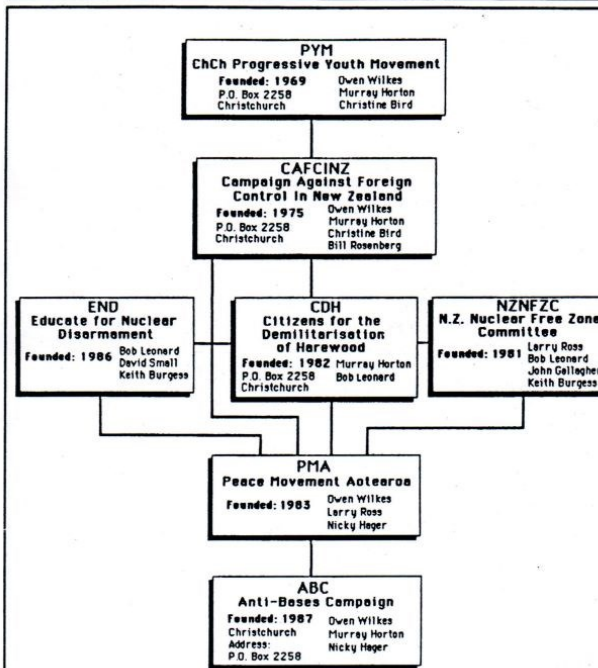 PYM
ChCh Progressive Youth Movement
Founded: 1969
P.O. Box 2258
Christchurch
Owen Wilkes
Murray Horton
Christine Bird
CAFCINZ
Campaign Against Foreign
Control in New Zealand
Founded: 1975
P.O. Box 2258
Christchurch
Owen Wilkes
Murray Horton
Christine Bird
Bill Rosenberg
END
Educate for Nuclear
Disarmament
Founded: 1986
Bob Leonard
David Small
Keith Burgess
CDH
Citizens for the
Demilitarisation
of Harewood
Founded: 1982
P.O. Box 2258
Christchurch
Murray Horton
Bob Leonard
NZNFZC
N.Z. Nuclear Free Zone
Committee
Founded: 1981
Larry Ross
Bob Leonard
John Gallagher
Keith Burgess
PMA
Peace Movement Aotearoa
Founded: 1983
Owen Wilkes
Larry Ross
Nicky Hager
ABC
Anti-Bases Campaign
Founded: 1987
Christchurch
Address:
P.O. Box 2258
Owen Wilkes
Murray Horton
Nicky Hager